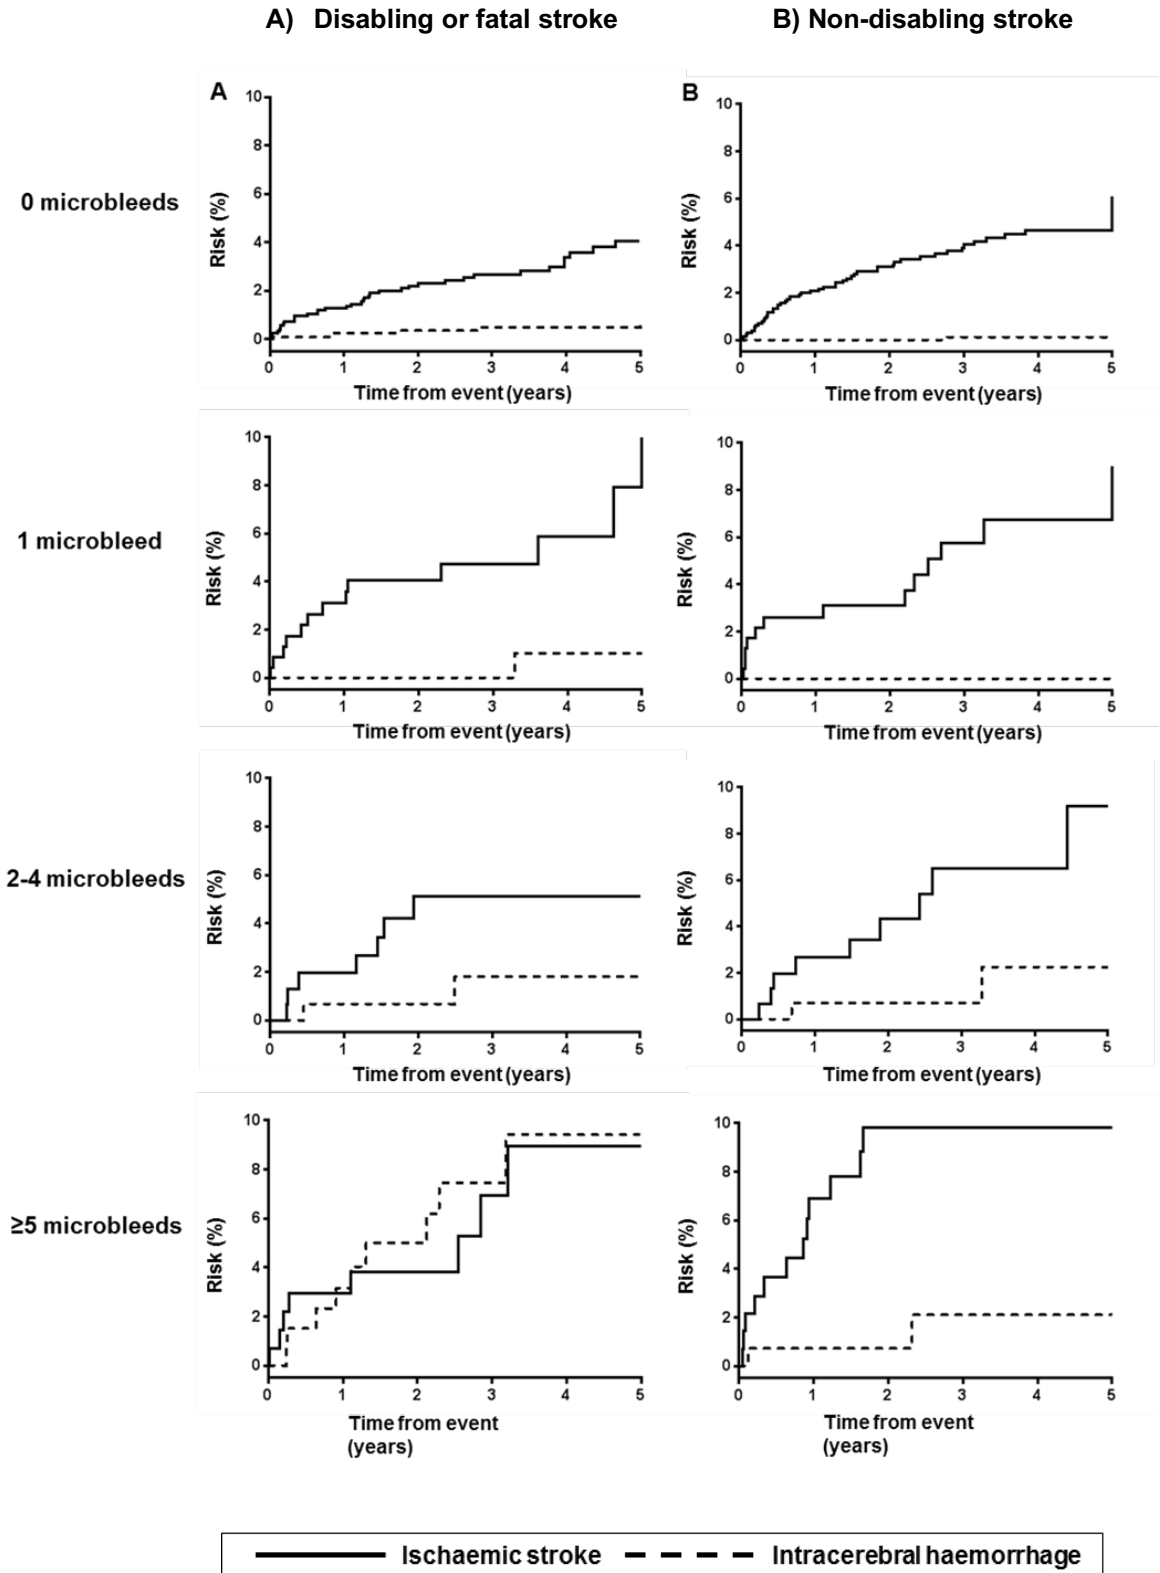 A) Disabling or fatal stroke
B) Non-disabling stroke
0 microbleeds
A
10
8
6
4
2
0
Risk (%)
0 1 2 3 4 5
Time from event (years)
B
10
8
6
4
2
0
Risk (%)
0 1 2 3 4 5
Time from event (years)
1 microbleed
10
8
6
4
2
0
Risk (%)
0 1 2 3 4 5
Time from event (years)
10
8
6
4
2
0
Risk (%)
0 1 2 3 4 5
Time from event (years)
2-4 microbleeds
10
8
6
4
2
0
Risk (%)
0 1 2 3 4 5
Time from event (years)
10
8
6
4
2
0
Risk (%)
0 1 2 3 4 5
Time from event (years)
≥5 microbleeds
10
8
6
4
2
0
Risk (%)
0 1 2 3 4 5
Time from event
(years)
10
8
6
4
2
0
Risk (%)
0 1 2 3 4 5
Time from event
(years)
Ischaemic stroke
Intracerebral haemorrhage